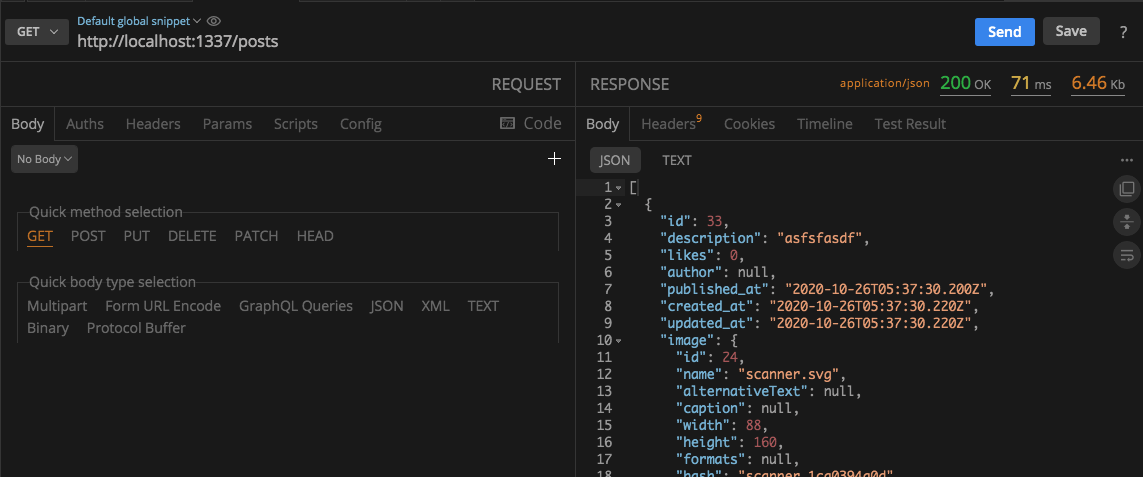 Default global snippet
GET
http://localhost:1337/posts
Send
Save
?
REQUEST
Body Auths Headers Params Scripts Config Code
No Body
+
Quick method selection
GET POST PUT DELETE PATCH HEAD
Quick body type selection
Multipart Form URL Encode GraphQL Queries JSON XML TEXT
Binary Protocol Buffer
RESPONSE application/json 200 OK 71 ms 6.46 Kb
Body Headers 9 Cookies Timeline Test Result
JSON TEXT
1 [
2 {
3 "id": 33,
4 "description": "asfsfasdf",
5 "likes": 0,
6 "author": null,
7 "published_at": "2020-10-26T05:37:30.200Z",
8 "created_at": "2020-10-26T05:37:30.220Z",
9 "updated_at": "2020-10-26T05:37:30.220Z",
10 "image": {
11 "id": 24,
12 "name": "scanner.svg",
13 "alternativeText": null,
14 "caption": null,
15 "width": 88,
16 "height": 160,
17 "formats": null,
18 "hash": "scanner_1ca0394a0d"